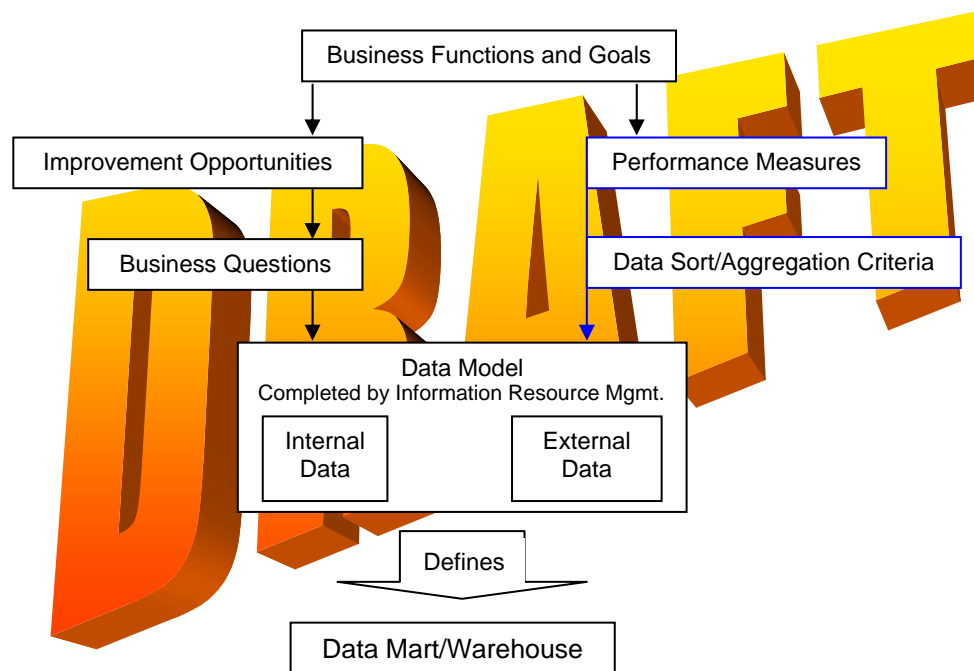 Business Functions and Goals
Improvement Opportunities
Performance Measures
Business Questions
Data Sort/Aggregation Criteria
Data Model
Completed by Information Resource Mgmt.
Internal
Data
External
Data
Defines
Data Mart/Warehouse
DRAFT